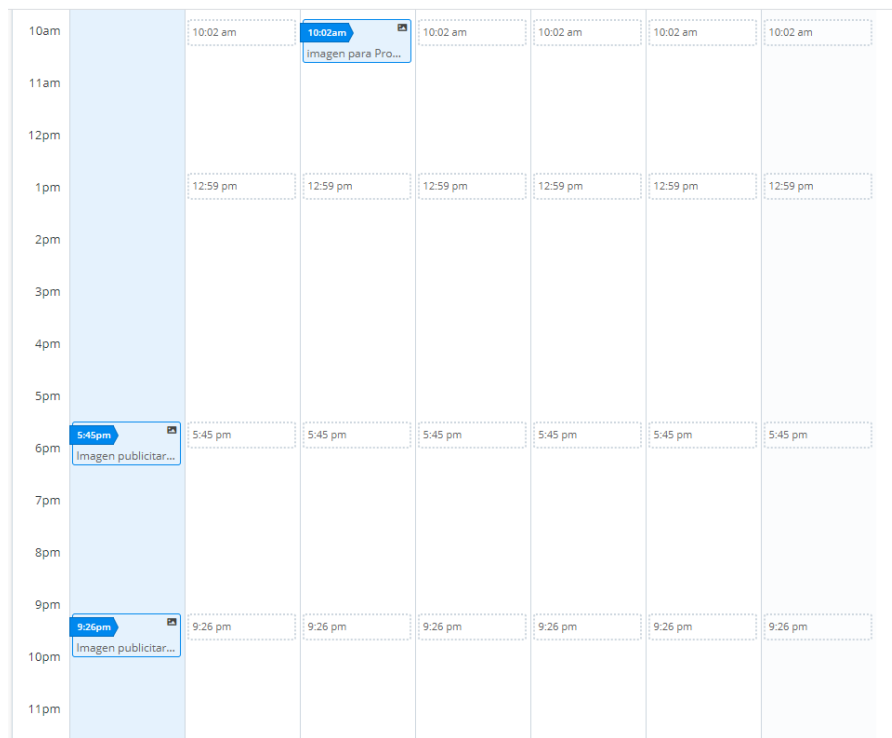 10am
10:02 am
10:02am
10:02 am
10:02 am
10:02 am
10:02 am
imagen para Pro...
11am
12pm
1pm
12:59 pm
12:59 pm
12:59 pm
12:59 pm
12:59 pm
12:59 pm
2pm
3pm
4pm
5pm
5:45pm
5:45 pm
5:45 pm
5:45 pm
5:45 pm
5:45 pm
5:45 pm
6pm
Imagen publicitar...
7pm
8pm
9pm
9:26pm
9:26 pm
9:26 pm
9:26 pm
9:26 pm
9:26 pm
9:26 pm
Imagen publicitar...
10pm
11pm